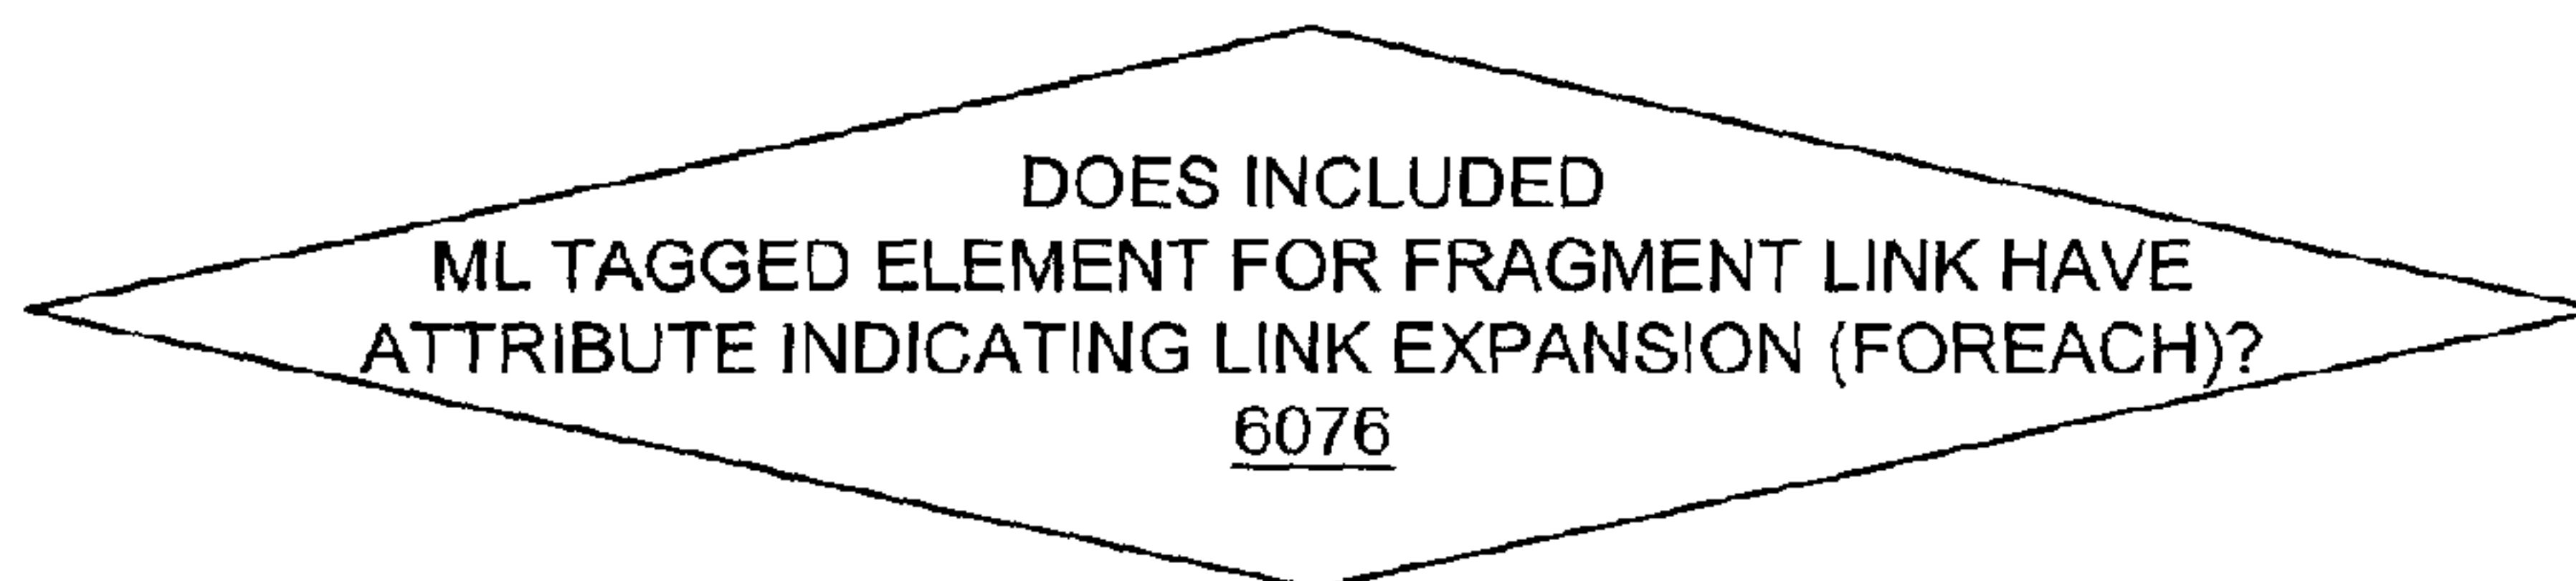 DOES INCLUDED
ML TAGGED ELEMENT FOR FRAGMENT LINK HAVE
ATTRIBUTE INDICATING LINK EXPANSION (FOREACH)?
6076